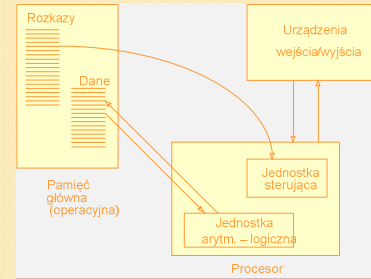 Rozkazy
Dane
Pamięć
główna
(operacyjna)
Urządzenia
wejścia/wyjścia
Jednostka
sterująca
Jednostka
arytm. – logiczna
Procesor